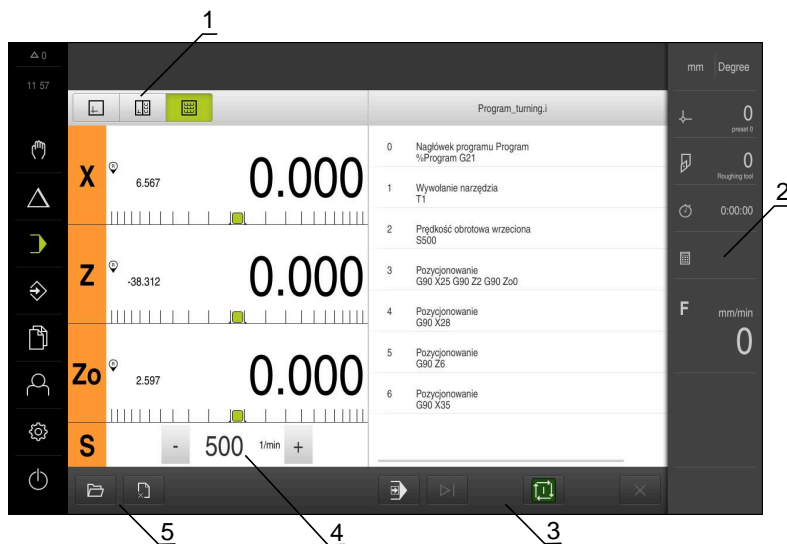 1
0
11 57
mm Degree
Program_turning.i
0
preset 0
X
R
6.567
0.000
0 Nagłówek programu Program
%Program G21
1 Wywołanie narzędzia
T1
0
Roughing tool
2
2 Prędkość obrotowa wrzeciona
S500
0:00:00
Z
R
-38.312
0.000
3 Pozycjonowanie
G90 X25 G90 Z2 G90 Zo0
4 Pozycjonowanie
G90 X28
F mm/min
0
Zo
R
2.597
0.000
5 Pozycjonowanie
G90 Z6
6 Pozycjonowanie
G90 X35
S - 500 1/min +
5
4
3